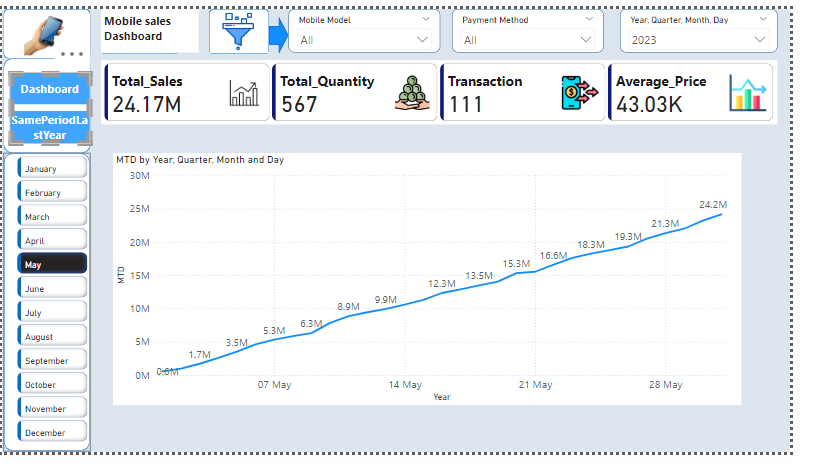 Mobile sales
Dashboard
Mobile Model
All
Payment Method
All
Year, Quarter, Month, Day
2023
Dashboard
SamePeriodLa
stYear
Total_Sales
24.17M
Total_Quantity
567
Transaction
111
Average_Price
43.03K
January
February
March
April
May
June
July
August
September
October
November
December
MTD by Year, Quarter, Month and Day
30M
25M
20M
15M
10M
5M
0M
MTD
0.6M
1.7M
3.5M
5.3M
6.3M
8.9M
9.9M
12.3M
13.5M
15.3M
16.6M
18.3M
19.3M
21.3M
24.2M
07 May
14 May
21 May
28 May
Year